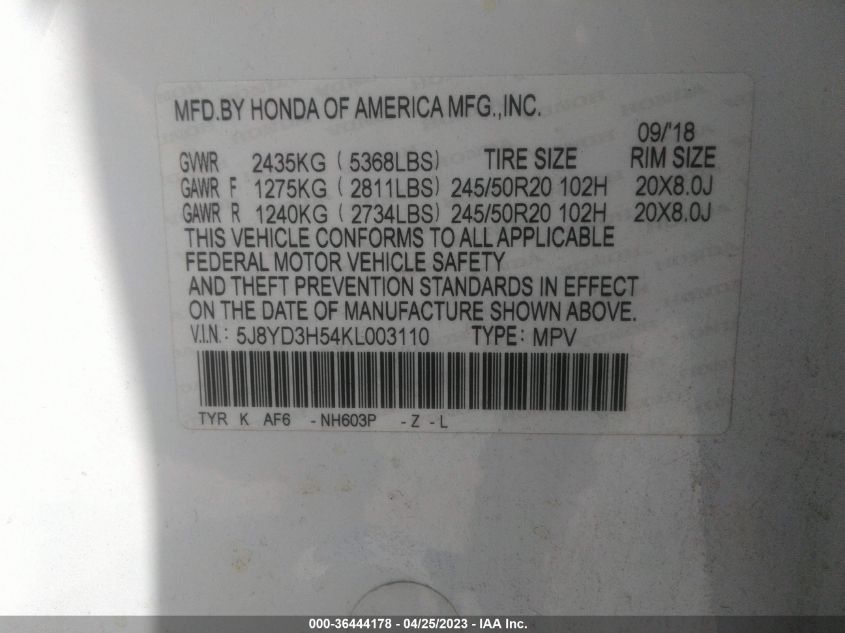 MFD.BY HONDA OF AMERICA MFG.,INC.
09/'18
GVWR 2435KG ( 5368LBS) TIRE SIZE RIM SIZE
GAWR F 1275KG ( 2811LBS) 245/50R20 102H 20X8.0J
GAWR R 1240KG ( 2734LBS) 245/50R20 102H 20X8.0J
THIS VEHICLE CONFORMS TO ALL APPLICABLE
FEDERAL MOTOR VEHICLE SAFETY
AND THEFT PREVENTION STANDARDS IN EFFECT
ON THE DATE OF MANUFACTURE SHOWN ABOVE.
V.I.N.: 5J8YD3H54KL003110 TYPE: MPV
TYR K AF6 -NH603P -Z-L
000-36444178 - 04/25/2023 - IAA Inc.